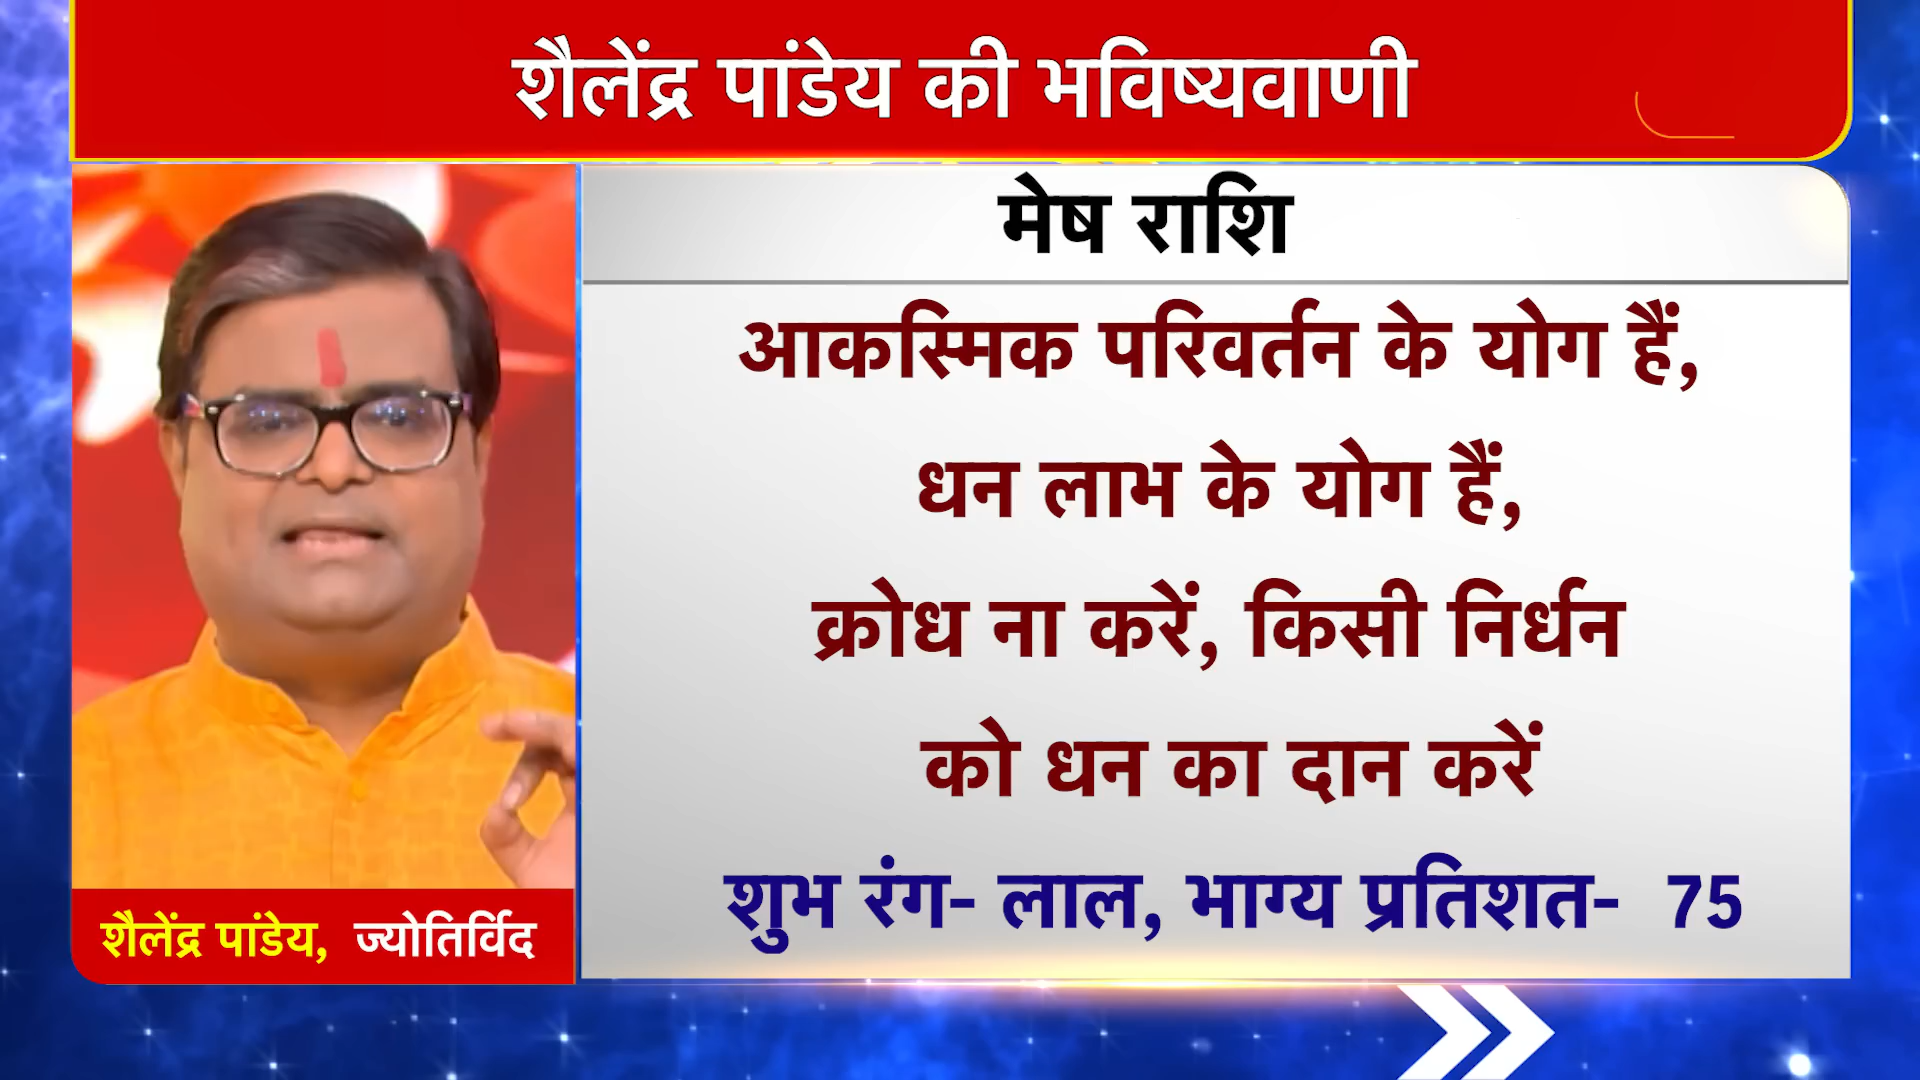 शैलेंद्र पांडेय की भविष्यवाणी
मेष राशि
आकस्मिक परिवर्तन के योग हैं,
धन लाभ के योग हैं,
क्रोध ना करें, किसी निर्धन
को धन का दान करें
शुभ रंग- लाल, भाग्य प्रतिशत- 75
शैलेंद्र पांडेय, ज्योतिर्विद